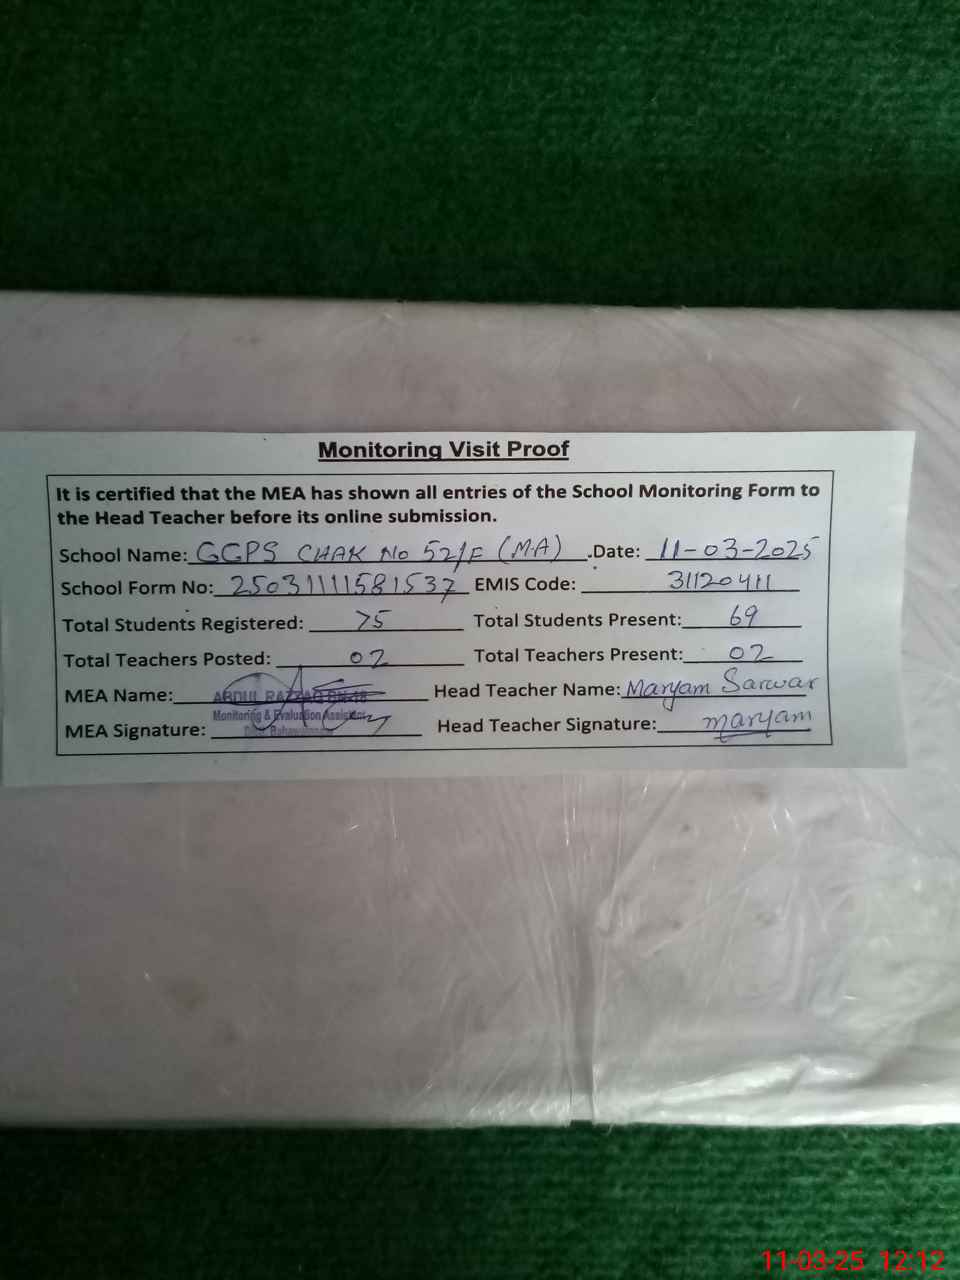 Monitoring Visit Proof
It is certified that the MEA has shown all entries of the School Monitoring Form to
the Head Teacher before its online submission.
School Name: GGPS CHAK No 52/F (M.A) .Date: 11-03-2025
School Form No: 25031111581537 EMIS Code: 31120411
Total Students Registered: 75 Total Students Present: 69
Total Teachers Posted: 02 Total Teachers Present: 02
MEA Name: ABDUL RAZZAQ Head Teacher Name: Maryam Sarwar
Monitoring & Evaluation Assistant
MEA Signature: Head Teacher Signature: maryam
11-03-25 12:12